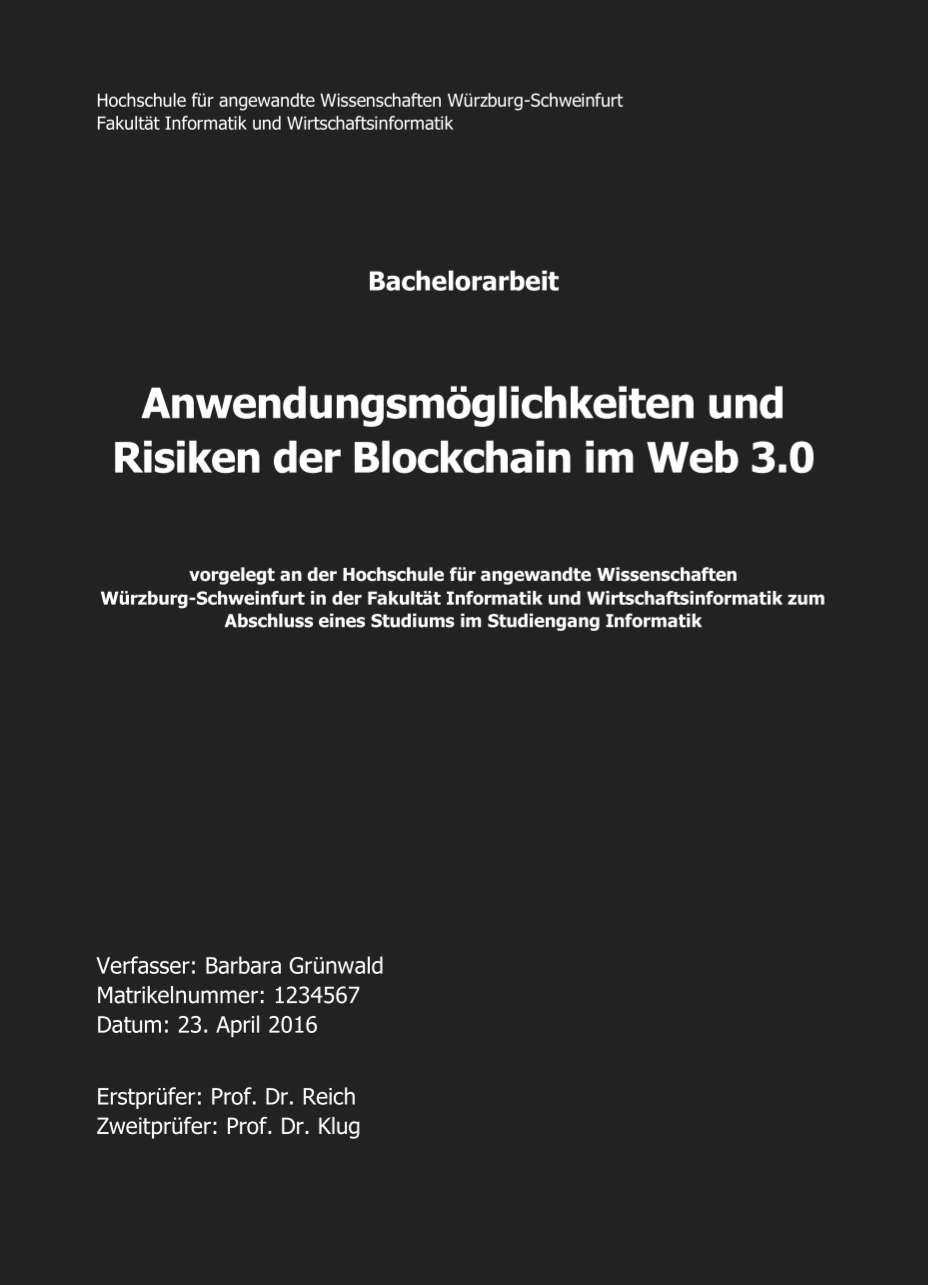 Hochschule für angewandte Wissenschaften Würzburg-Schweinfurt
Fakultät Informatik und Wirtschaftsinformatik
Bachelorarbeit
Anwendungsmöglichkeiten und
Risiken der Blockchain im Web 3.0
vorgelegt an der Hochschule für angewandte Wissenschaften
Würzburg-Schweinfurt in der Fakultät Informatik und Wirtschaftsinformatik zum
Abschluss eines Studiums im Studiengang Informatik
Verfasser: Barbara Grünwald
Matrikelnummer: 1234567
Datum: 23. April 2016
Erstprüfer: Prof. Dr. Reich
Zweitprüfer: Prof. Dr. Klug